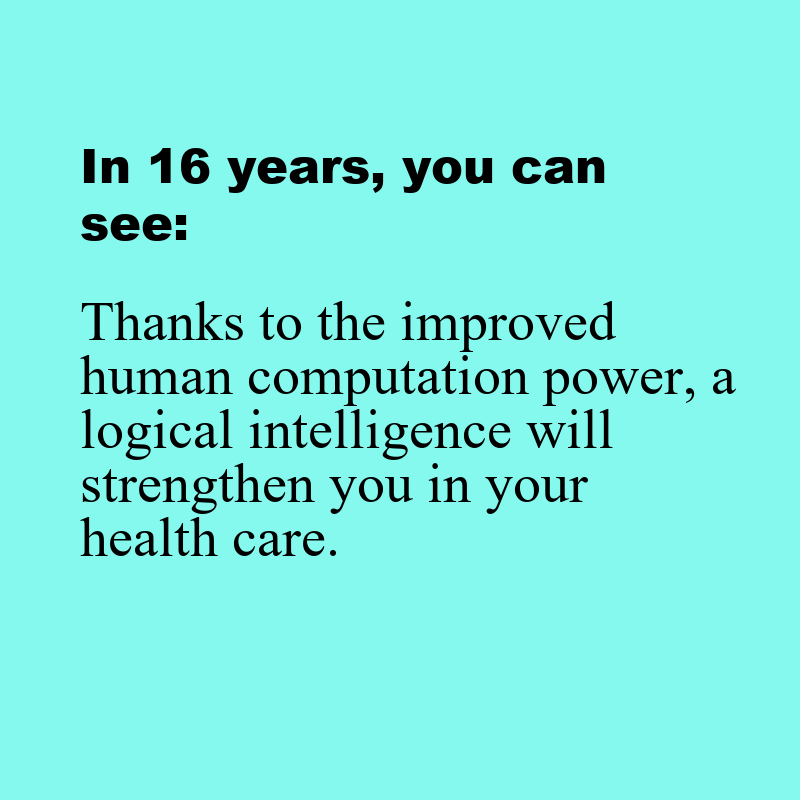 In 16 years, you can
see:
Thanks to the improved
human computation power, a
logical intelligence will
strengthen you in your
health care.